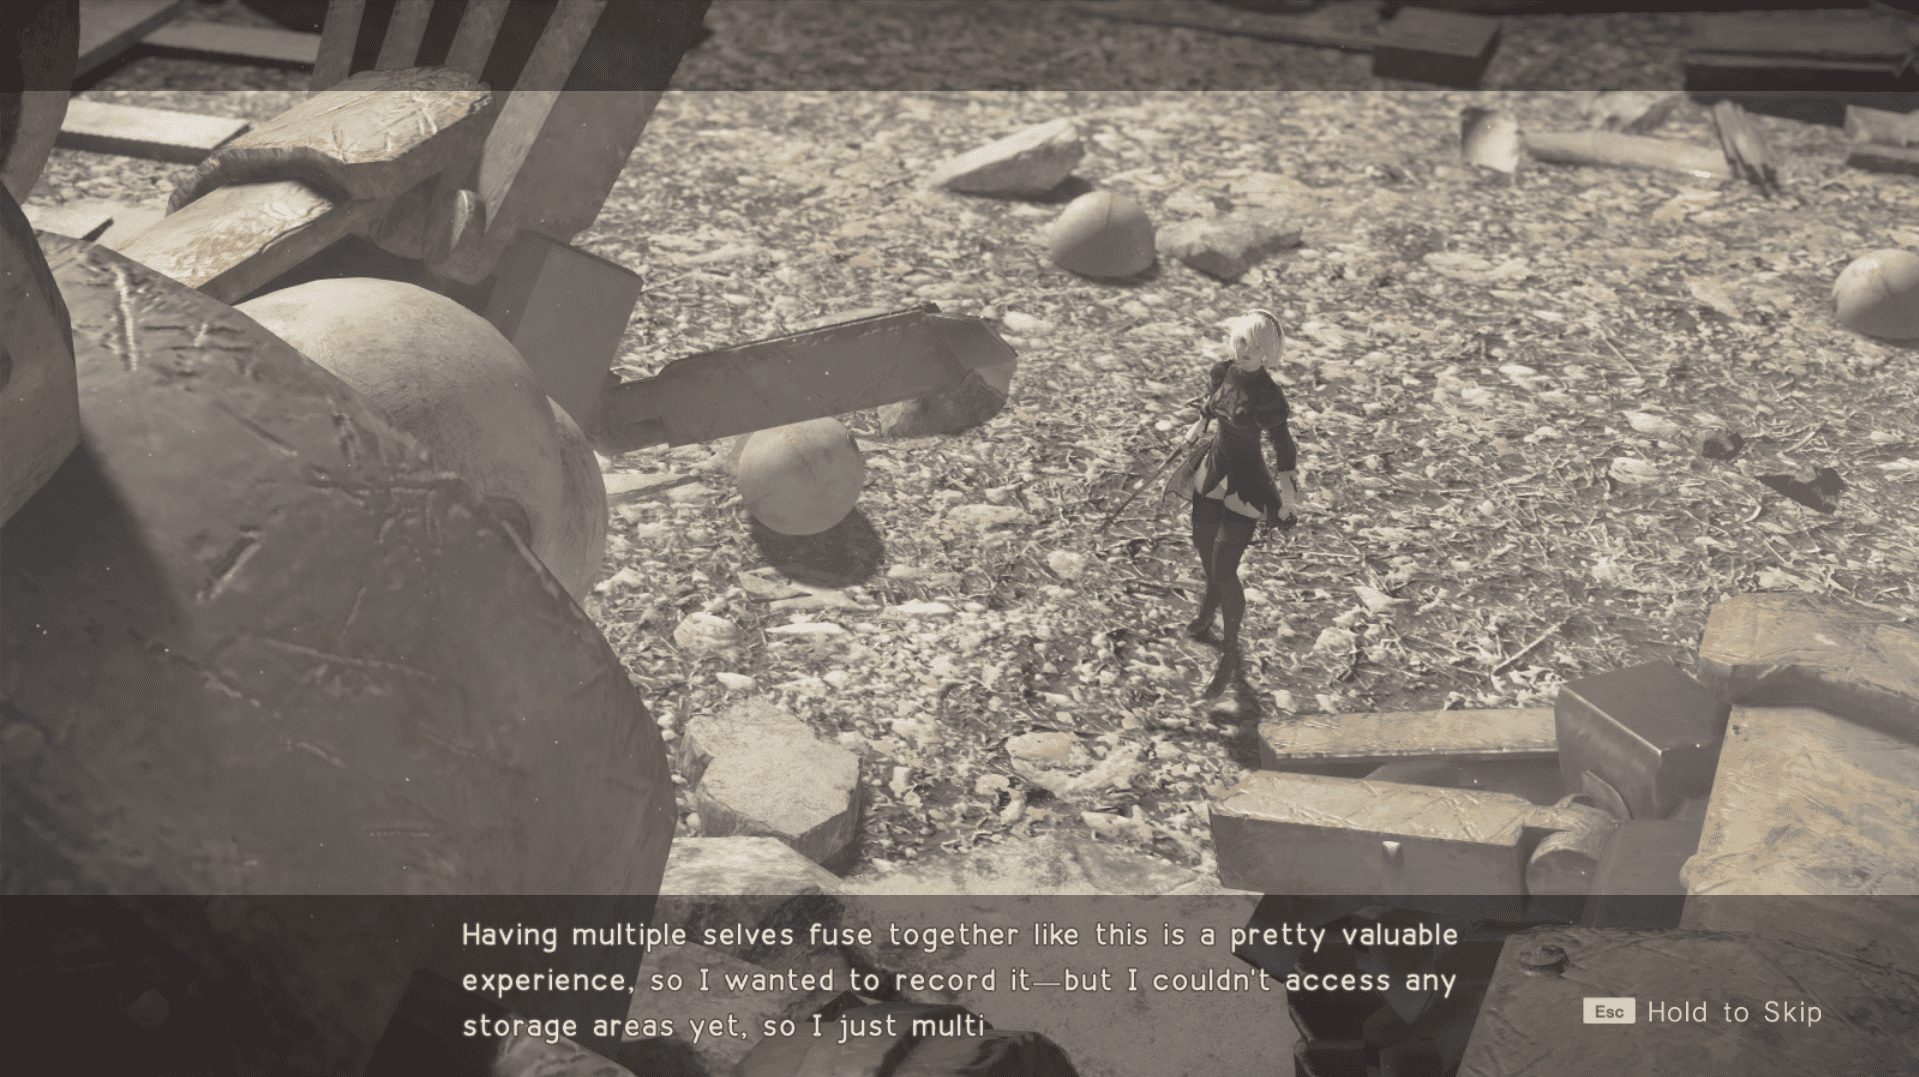 Having multiple selves fuse together like this is a pretty valuable
experience, so I wanted to record it—but I couldn't access any
storage areas yet, so I just multi
Esc Hold to Skip